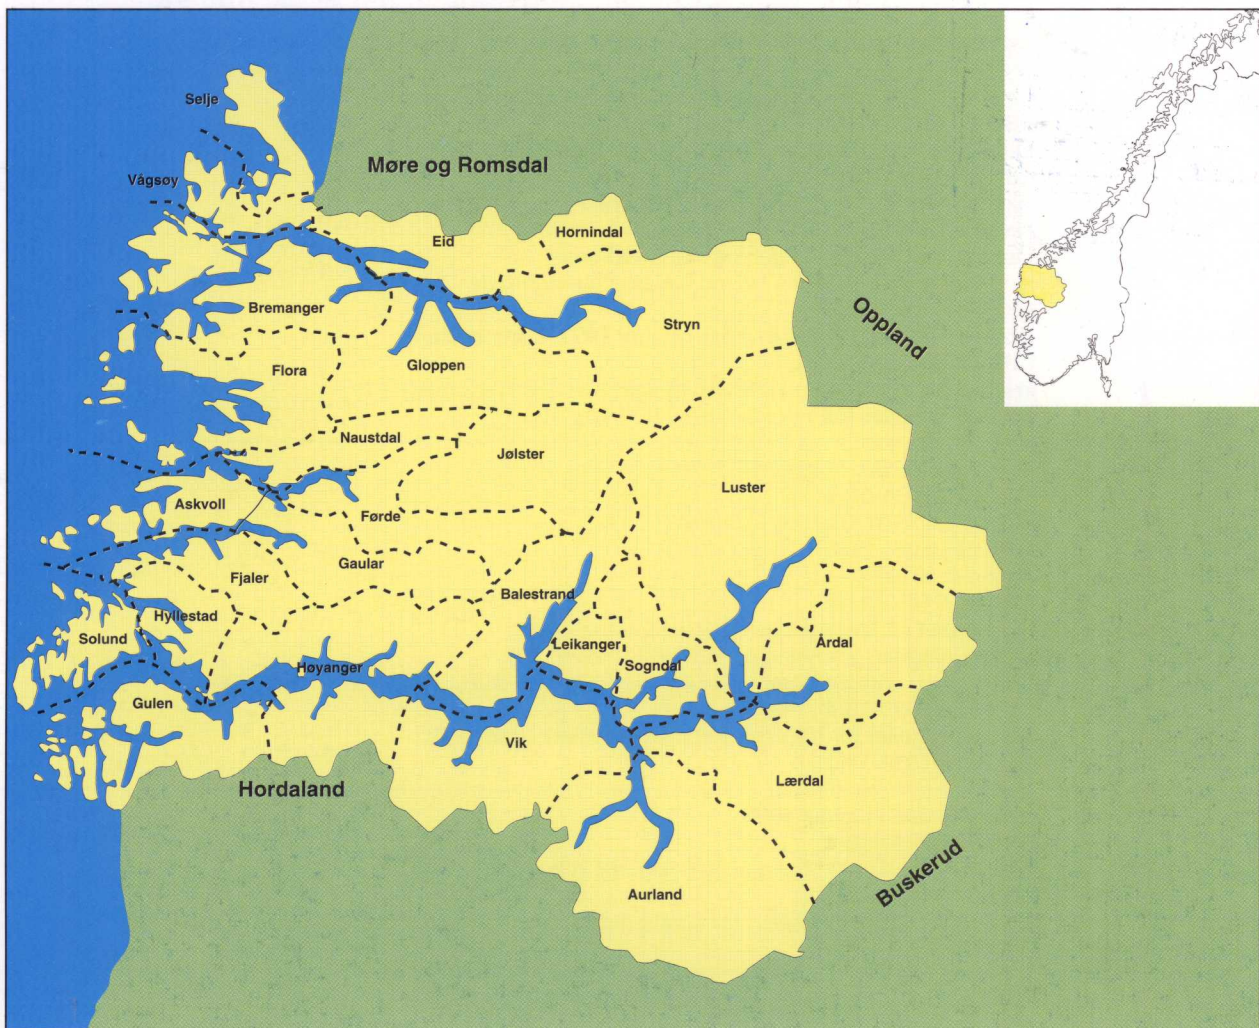 Selje
Møre og Romsdal
Vågsøy
Hornindal
Eid
Oppland
Bremanger
Stryn
Flora
Gloppen
Naustdal
Jølster
Luster
Askvoll
Førde
Gaular
Fjaler
Balestrand
Hyllestad
Solund
Leikanger
Årdal
Høyanger
Sogndal
Gulen
Vik
Hordaland
Lærdal
Buskerud
Aurland